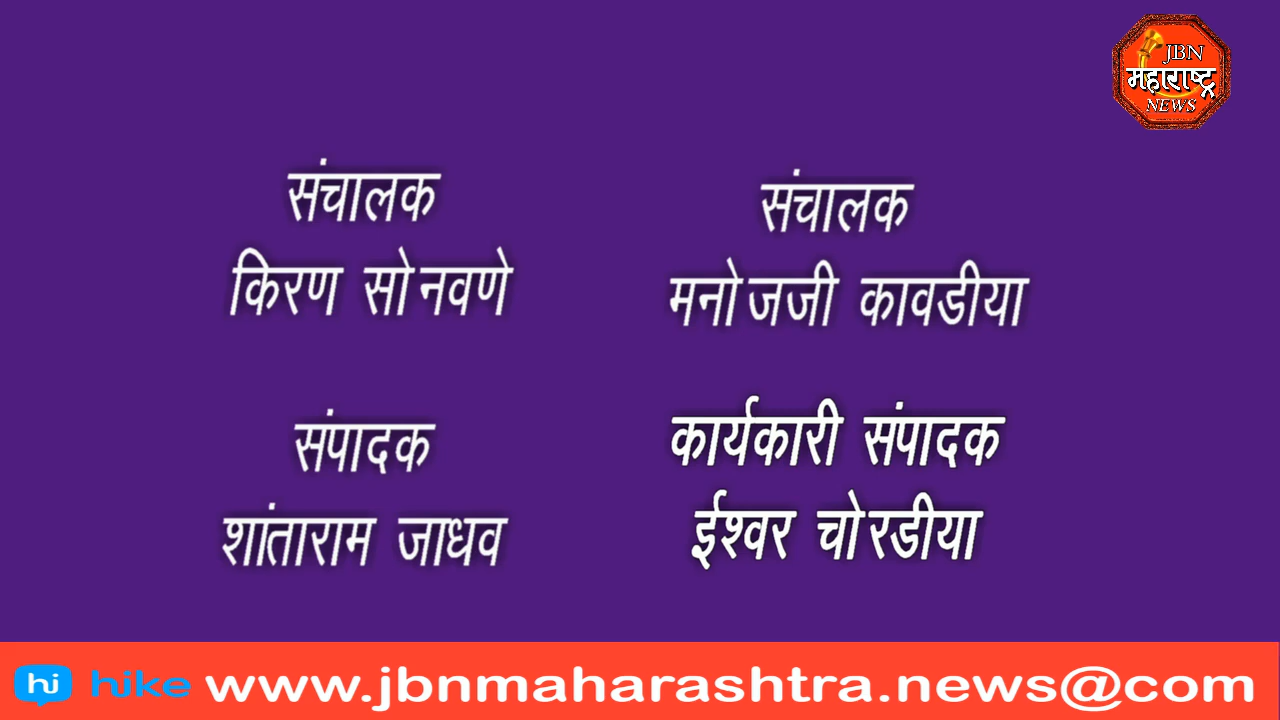 JBN
महाराष्ट्र
NEWS
संचालक
किरण सोनवणे
संचालक
मनोजजी कावडीया
संपादक
शांताराम जाधव
कार्यकारी संपादक
ईश्वर चोरडीया
hi hike www.jbnmaharashtra.news@com